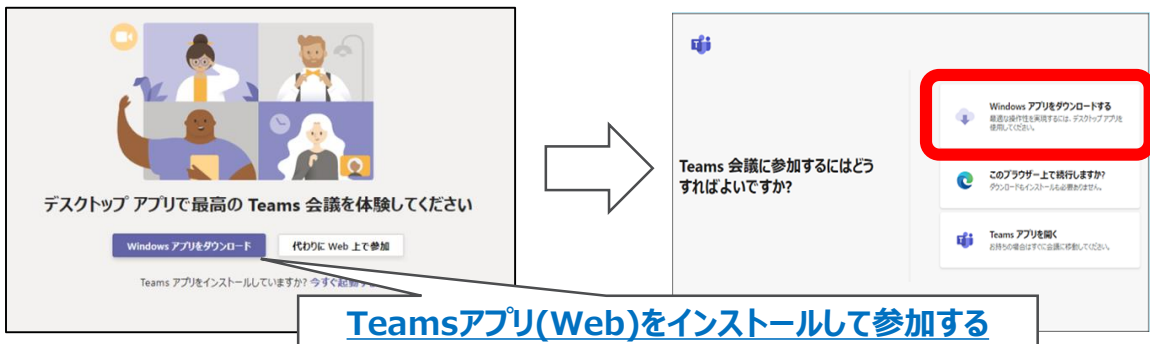 デスクトップ アプリで最高の Teams 会議を体験してください
Windows アプリをダウンロード
代わりに Web 上で参加
Teams アプリをインストールしていますか? 今すぐ起動す
Teams 会議に参加するにはどう
すればよいですか?
Windows アプリをダウンロードする
最適な操作性を実現するには、デスクトップ アプリを
使用してください。
このブラウザー上で続行しますか?
ダウンロードもインストールも必要ありません。
Teams アプリを開く
お持ちの場合はすぐに会議に移動してください。
Teamsアプリ(Web)をインストールして参加する